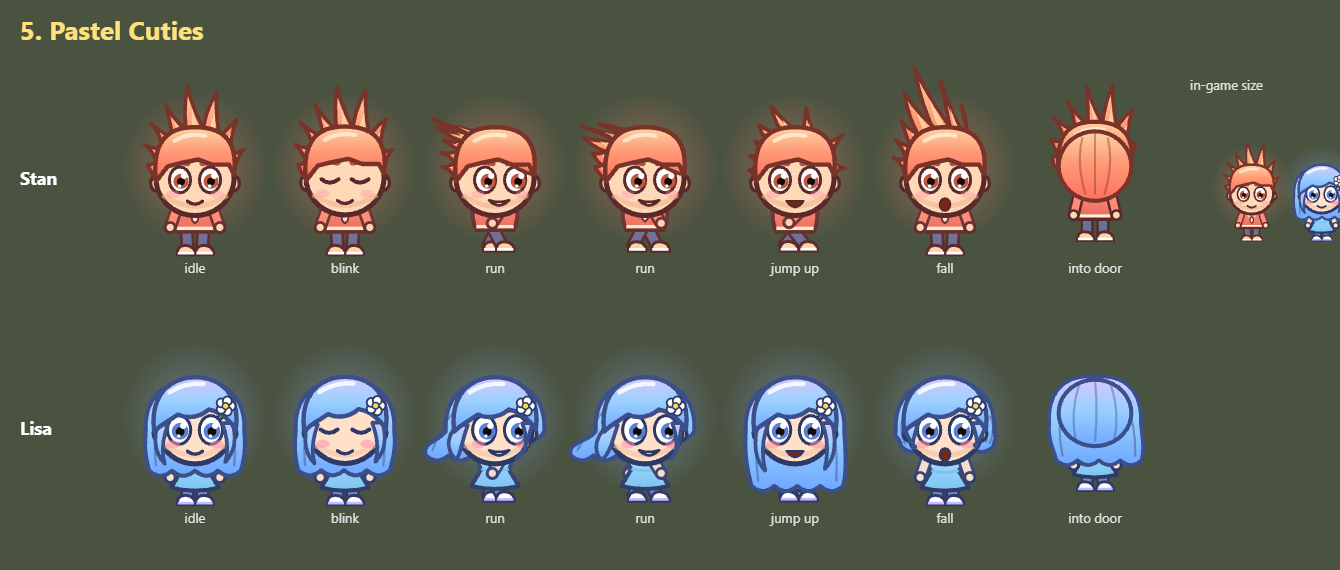 5. Pastel Cuties
in-game size
Stan
idle blink run run jump up fall into door
Lisa
idle blink run run jump up fall into door